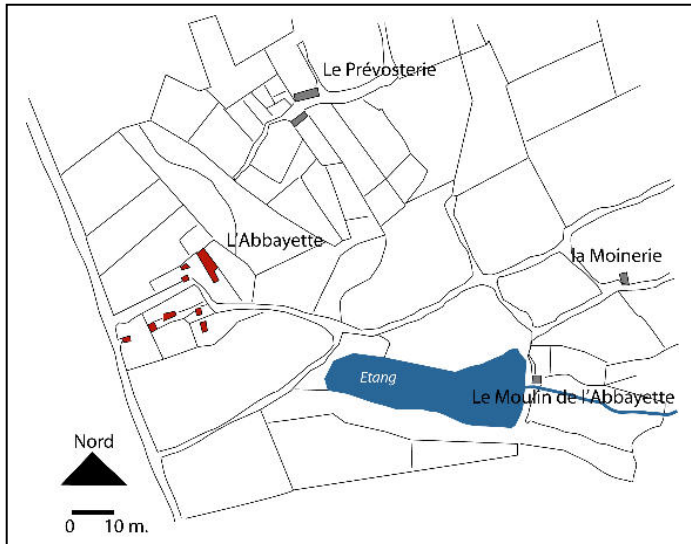 Le Prévosterie
L'Abbayette
la Moinerie
Etang
Le Moulin de l'Abbayette
Nord
0 10 m.